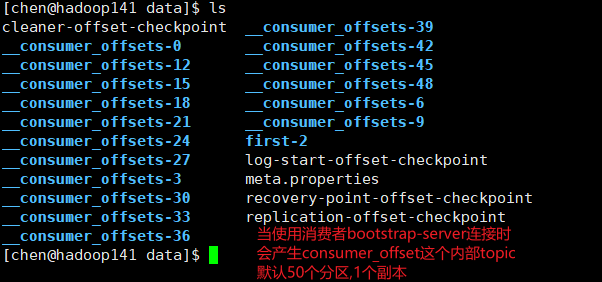 [chen@hadoop141 data]$ ls
cleaner-offset-checkpoint __consumer_offsets-39
__consumer_offsets-0 __consumer_offsets-42
__consumer_offsets-12 __consumer_offsets-45
__consumer_offsets-15 __consumer_offsets-48
__consumer_offsets-18 __consumer_offsets-6
__consumer_offsets-21 __consumer_offsets-9
__consumer_offsets-24 first-2
__consumer_offsets-27 log-start-offset-checkpoint
__consumer_offsets-3 meta.properties
__consumer_offsets-30 recovery-point-offset-checkpoint
__consumer_offsets-33 replication-offset-checkpoint
__consumer_offsets-36
[chen@hadoop141 data]$
当使用消费者bootstrap-server连接时
会产生consumer_offset这个内部topic
默认50个分区,1个副本